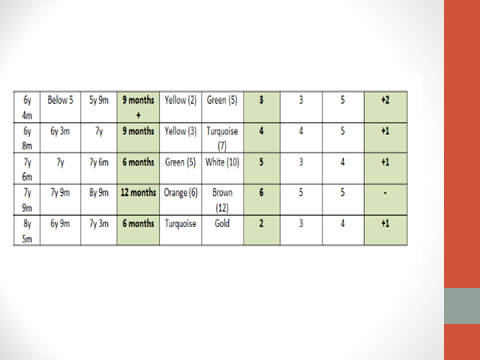 6y 4m Below 5 5y 9m 9 months + Yellow (2) Green (5) 3 3 5 +2
6y 8m 6y 3m 7y 9 months Yellow (3) Turquoise (7) 4 4 5 +1
7y 6m 7y 7y 6m 6 months Green (5) White (10) 5 3 4 +1
7y 9m 7y 9m 8y 9m 12 months Orange (6) Brown (12) 6 5 5 -
8y 5m 6y 9m 7y 3m 6 months Turquoise Gold 2 3 4 +1